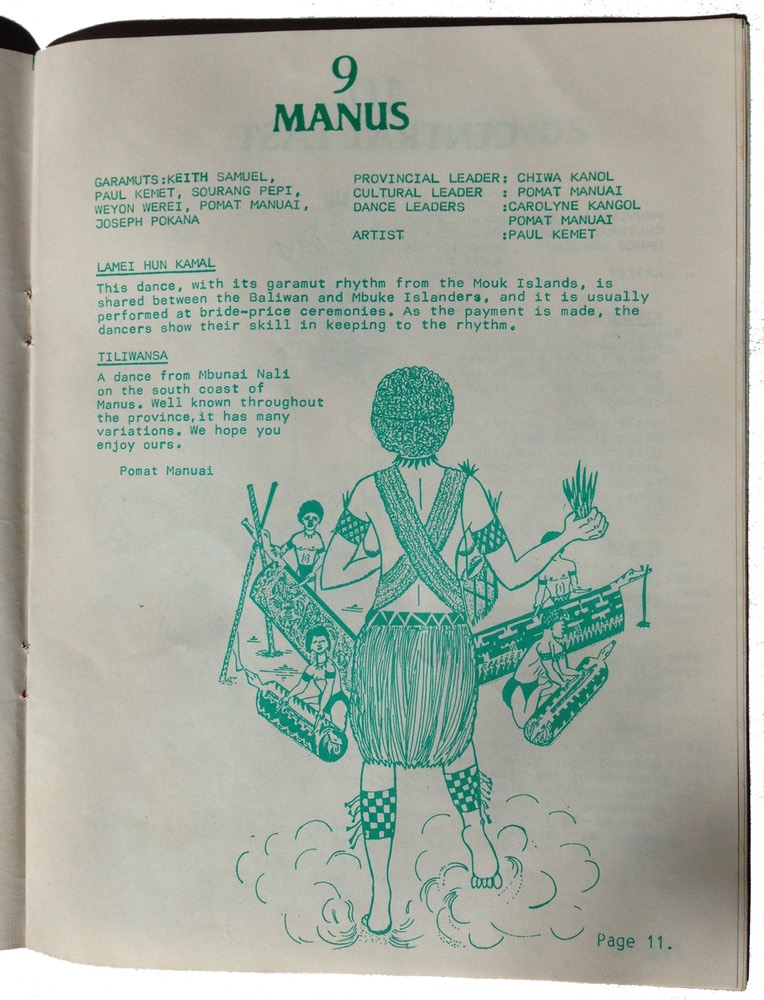 9
MANUS
GARAMUTS:KEITH SAMUEL,
PAUL KEMET, SOURANG PEPI,
WEYON WEREI, POMAT MANUAI,
JOSEPH POKANA
PROVINCIAL LEADER: CHIWA KANOL
CULTURAL LEADER : POMAT MANUAI
DANCE LEADERS :CAROLYNE KANGOL
POMAT MANUAI
ARTIST :PAUL KEMET
LAMEI HUN KAMAL
This dance, with its garamut rhythm from the Mouk Islands, is
shared between the Baliwan and Mbuke Islanders, and it is usually
performed at bride-price ceremonies. As the payment is made, the
dancers show their skill in keeping to the rhythm.
TILIWANSA
A dance from Mbunai Nali
on the south coast of
Manus. Well known throughout
the province,it has many
variations. We hope you
enjoy ours.
Pomat Manuai
Page 11.